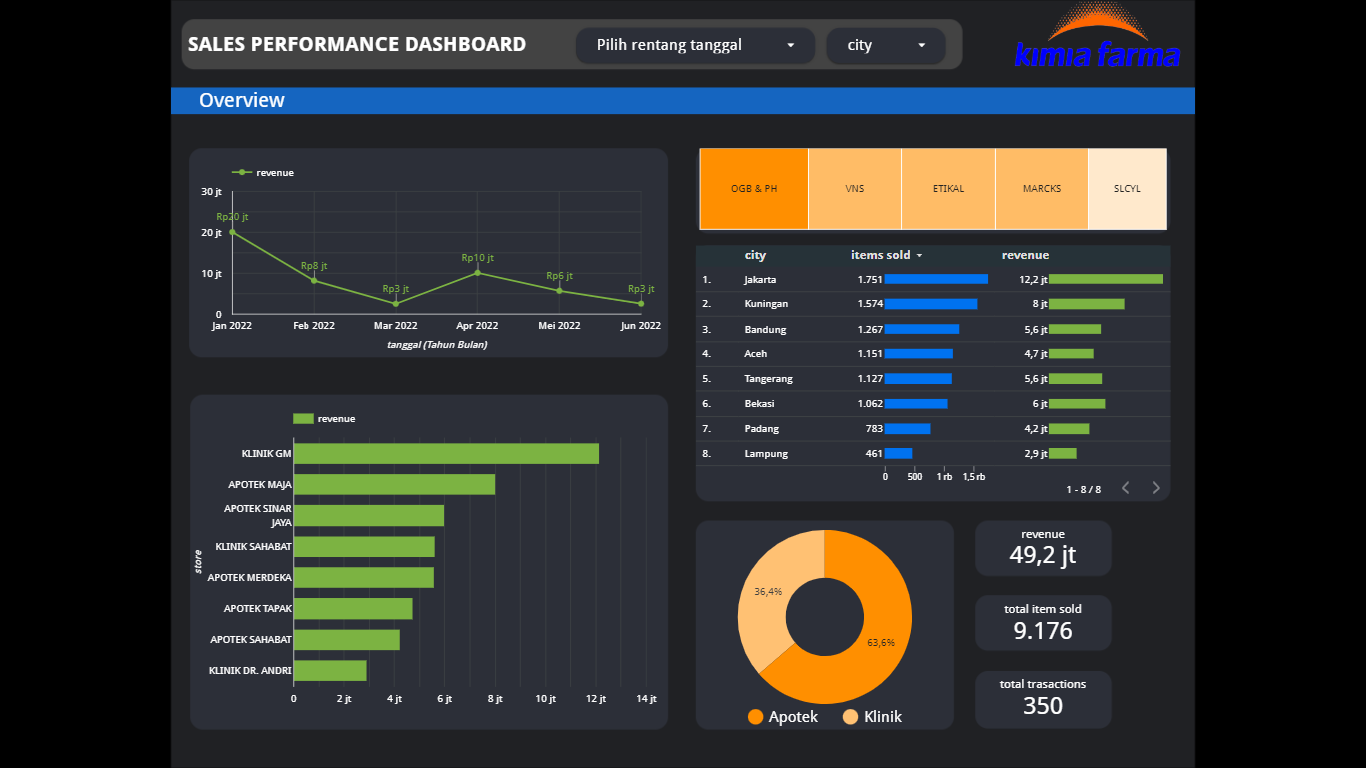 SALES PERFORMANCE DASHBOARD
Pilih rentang tanggal
city
kimia farma
Overview
revenue
30 jt
20 jt
10 jt
0
Rp20 jt
Rp8 jt
Rp3 jt
Rp10 jt
Rp6 jt
Rp3 jt
Jan 2022
Feb 2022
Mar 2022
Apr 2022
Mei 2022
Jun 2022
tanggal (Tahun Bulan)
OGB & PH
VNS
ETIKAL
MARCKS
SLCYL
city items sold revenue
1. Jakarta 1.751 12,2 jt
2. Kuningan 1.574 8 jt
3. Bandung 1.267 5,6 jt
4. Aceh 1.151 4,7 jt
5. Tangerang 1.127 5,6 jt
6. Bekasi 1.062 6 jt
7. Padang 783 4,2 jt
8. Lampung 461 2,9 jt
0 500 1 rb 1,5 rb
1 - 8 / 8
revenue
store
KLINIK GM
APOTEK MAJA
APOTEK SINAR
JAYA
KLINIK SAHABAT
APOTEK MERDEKA
APOTEK TAPAK
APOTEK SAHABAT
KLINIK DR. ANDRI
0 2 jt 4 jt 6 jt 8 jt 10 jt 12 jt 14 jt
36,4%
63,6%
Apotek
Klinik
revenue
49,2 jt
total item sold
9.176
total trasactions
350